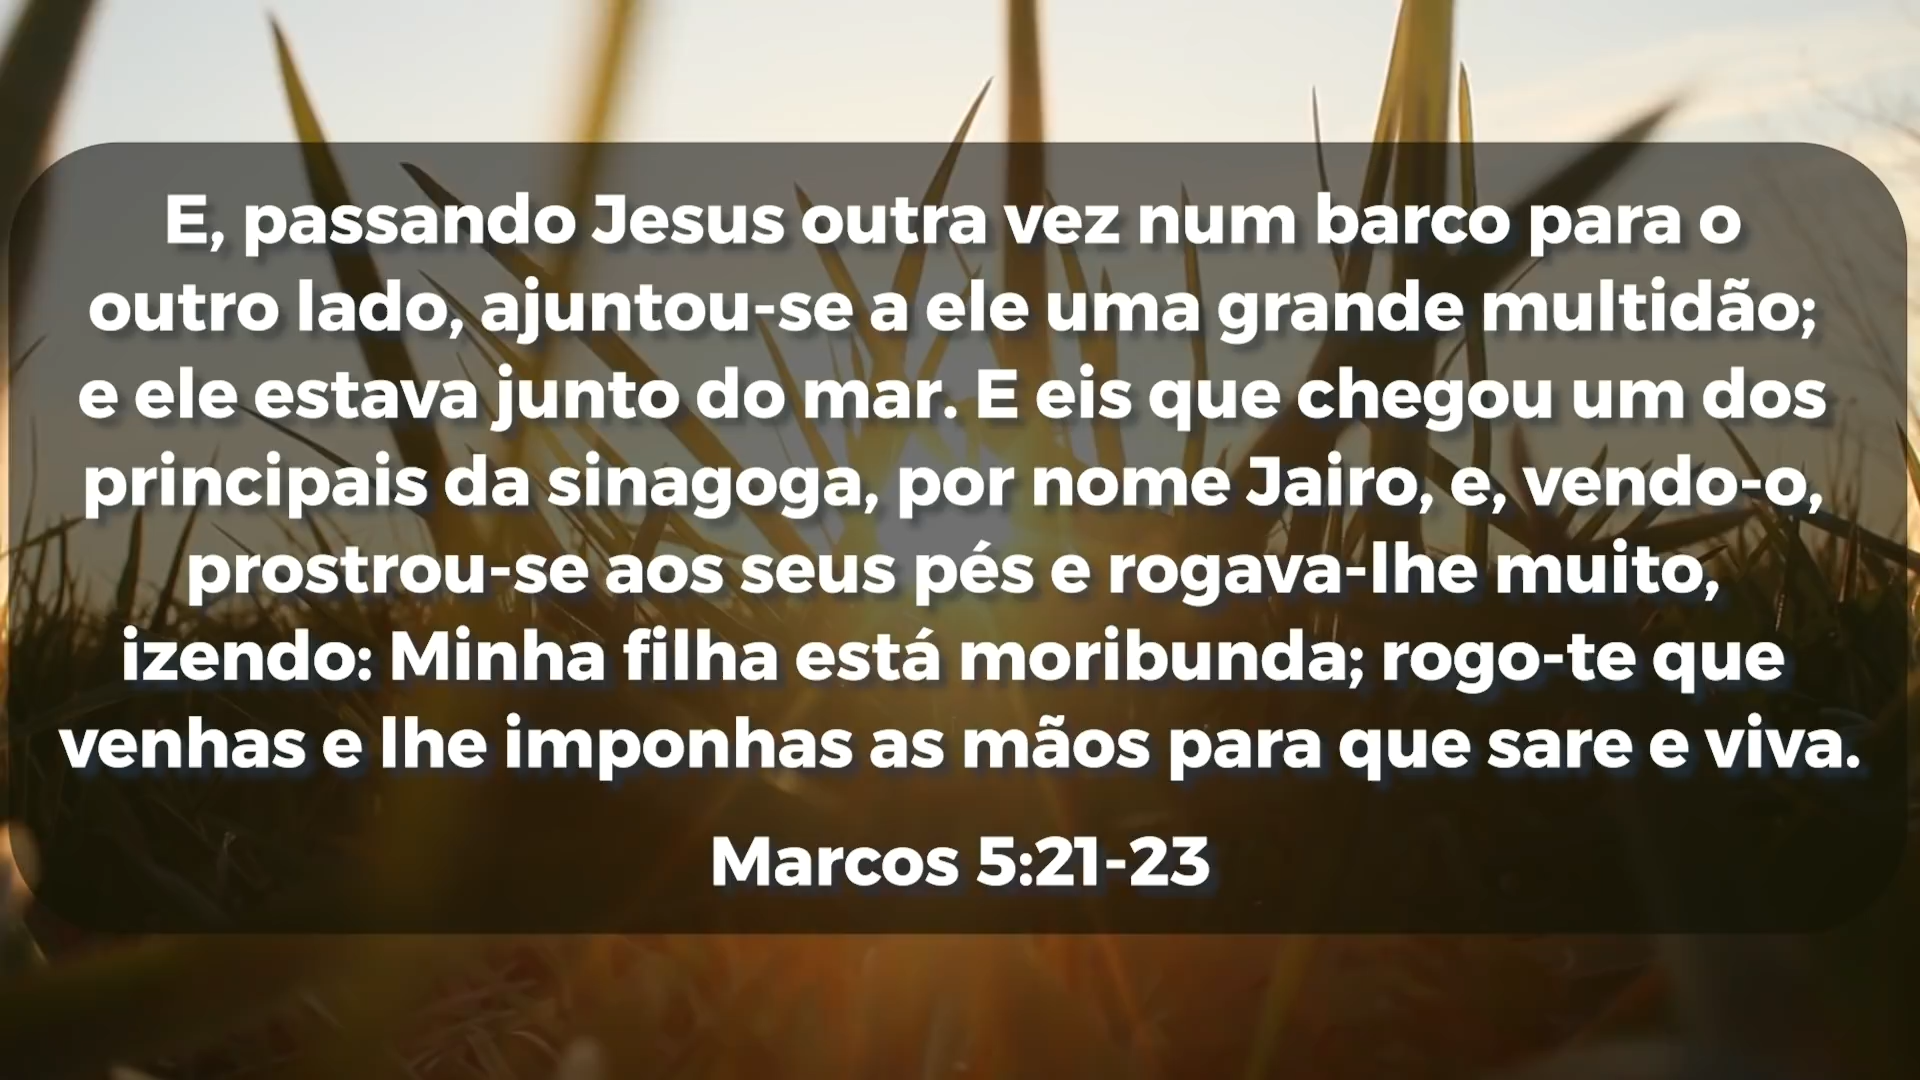 E, passando Jesus outra vez num barco para o
outro lado, ajuntou-se a ele uma grande multidão;
e ele estava junto do mar. E eis que chegou um dos
principais da sinagoga, por nome Jairo, e, vendo-o,
prostrou-se aos seus pés e rogava-lhe muito,
izendo: Minha filha está moribunda; rogo-te que
venhas e lhe imponhas as mãos para que sare e viva.
Marcos 5:21-23